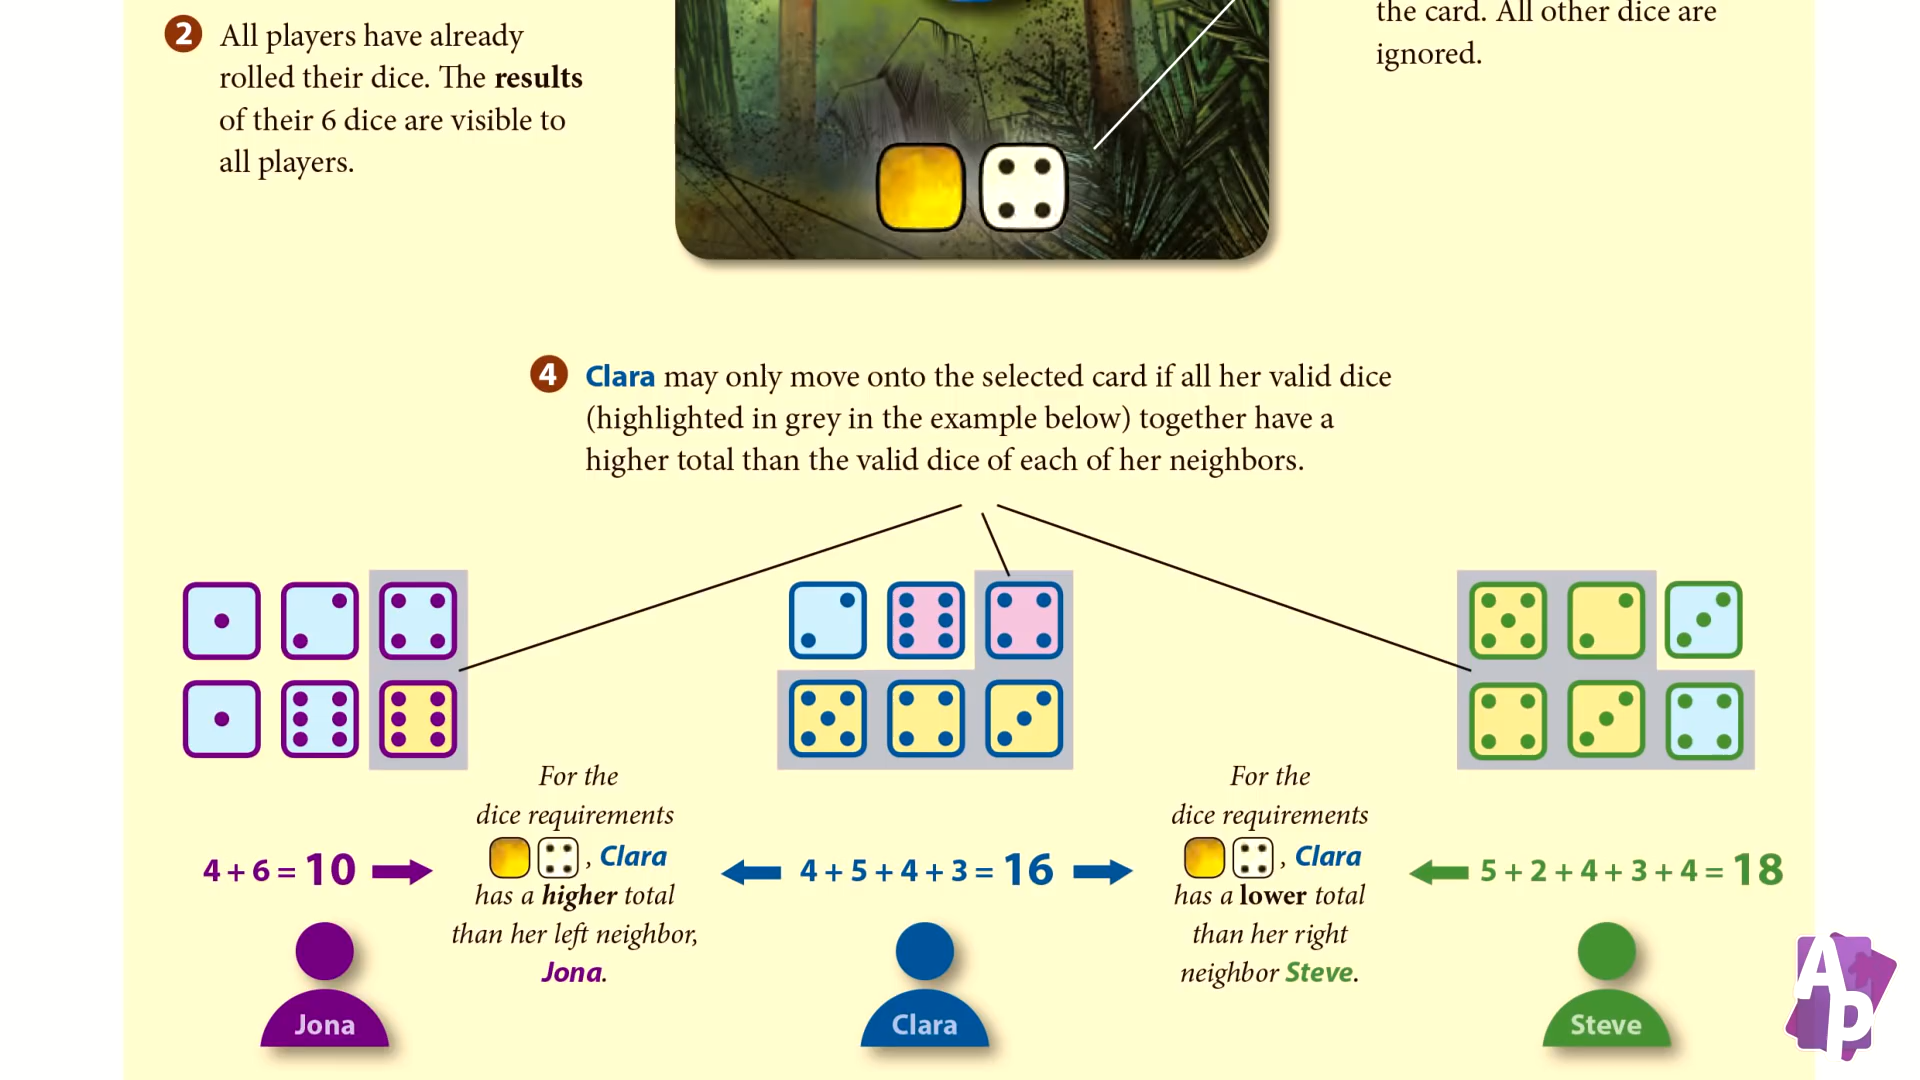 2 All players have already
rolled their dice. The results
of their 6 dice are visible to
all players.
the card. All other dice are
ignored.
4 Clara may only move onto the selected card if all her valid dice
(highlighted in grey in the example below) together have a
higher total than the valid dice of each of her neighbors.
4 + 6 = 10
For the
dice requirements
, Clara
has a higher total
than her left neighbor,
Jona.
4 + 5 + 4 + 3 = 16
For the
dice requirements
, Clara
has a lower total
than her right
neighbor Steve.
5 + 2 + 4 + 3 + 4 = 18
Jona
Clara
Steve
AP